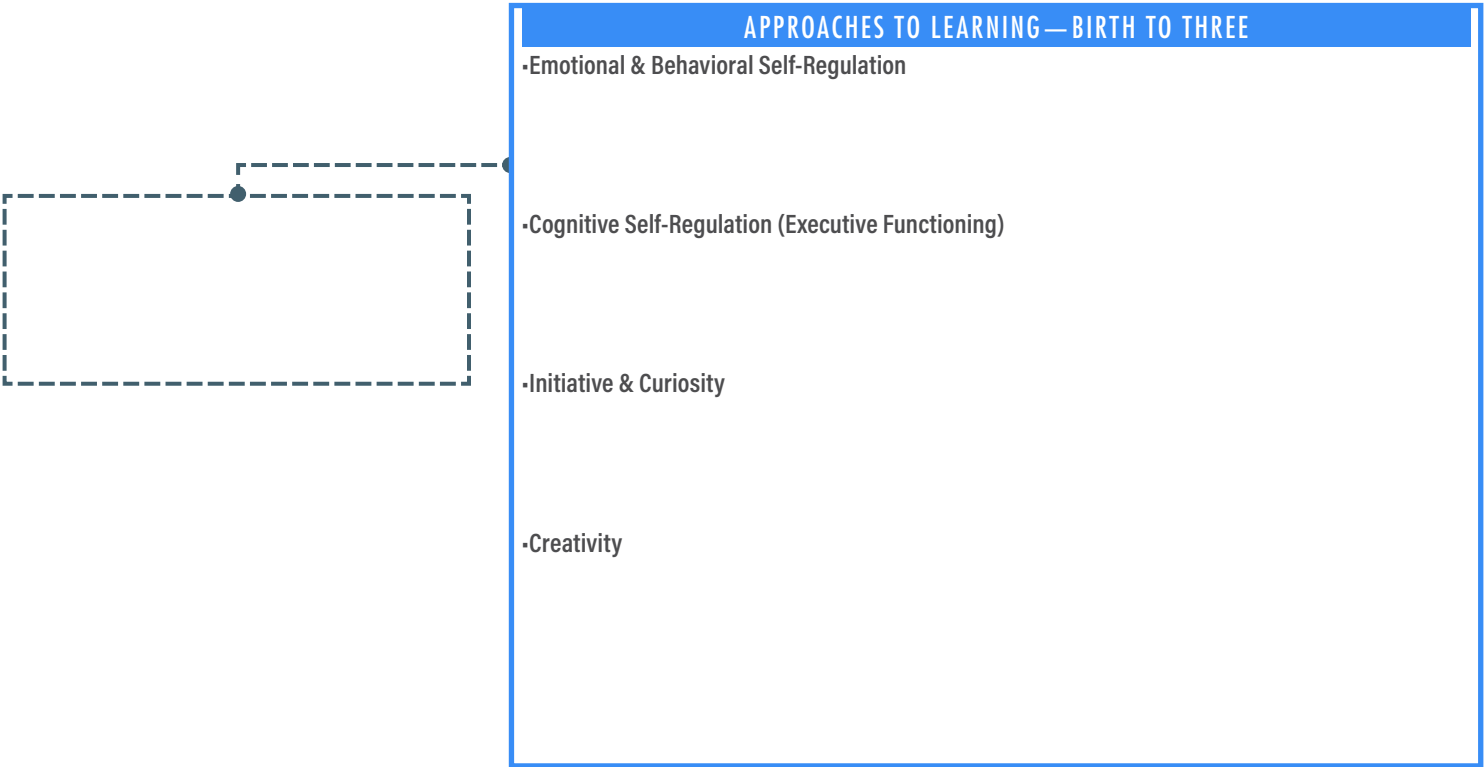 APPROACHES TO LEARNING—BIRTH TO THREE
▪Emotional & Behavioral Self-Regulation
▪Cognitive Self-Regulation (Executive Functioning)
▪Initiative & Curiosity
▪Creativity